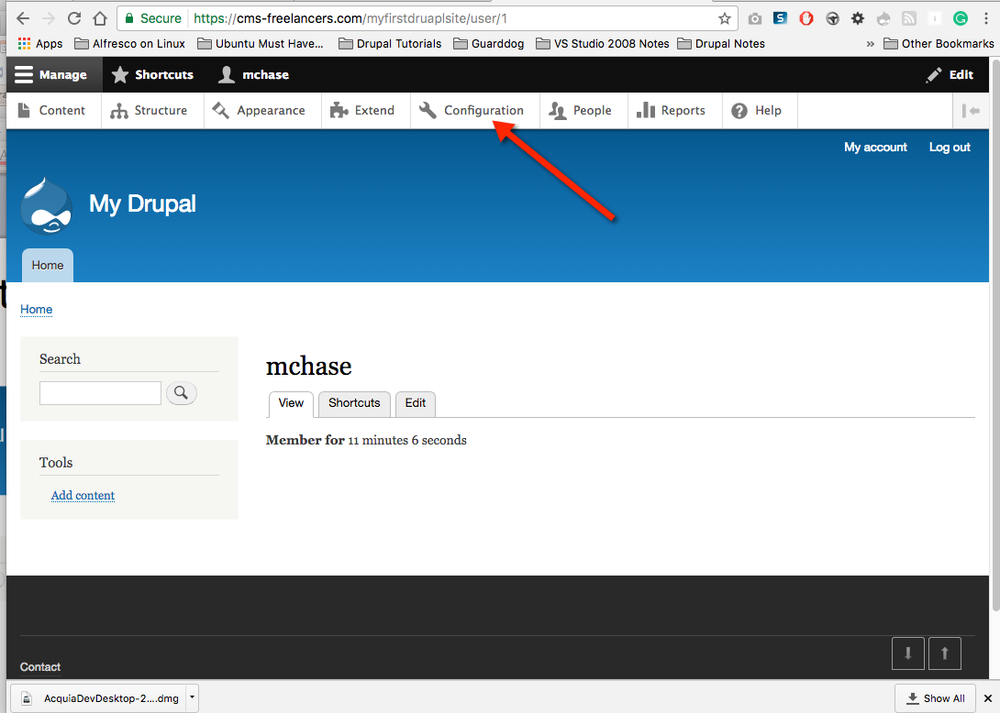 Secure https://cms-freelancers.com/myfirstdruaplsite/user/1
Apps Alfresco on Linux Ubuntu Must Have... Drupal Tutorials Guarddog VS Studio 2008 Notes Drupal Notes » Other Bookmarks
Manage Shortcuts mchase Edit
Content Structure Appearance Extend Configuration People Reports Help
My account Log out
My Drupal
Home
Home
Search
mchase
View Shortcuts Edit
Member for 11 minutes 6 seconds
Tools
Add content
Contact
AcquiaDevDesktop-2....dmg Show All